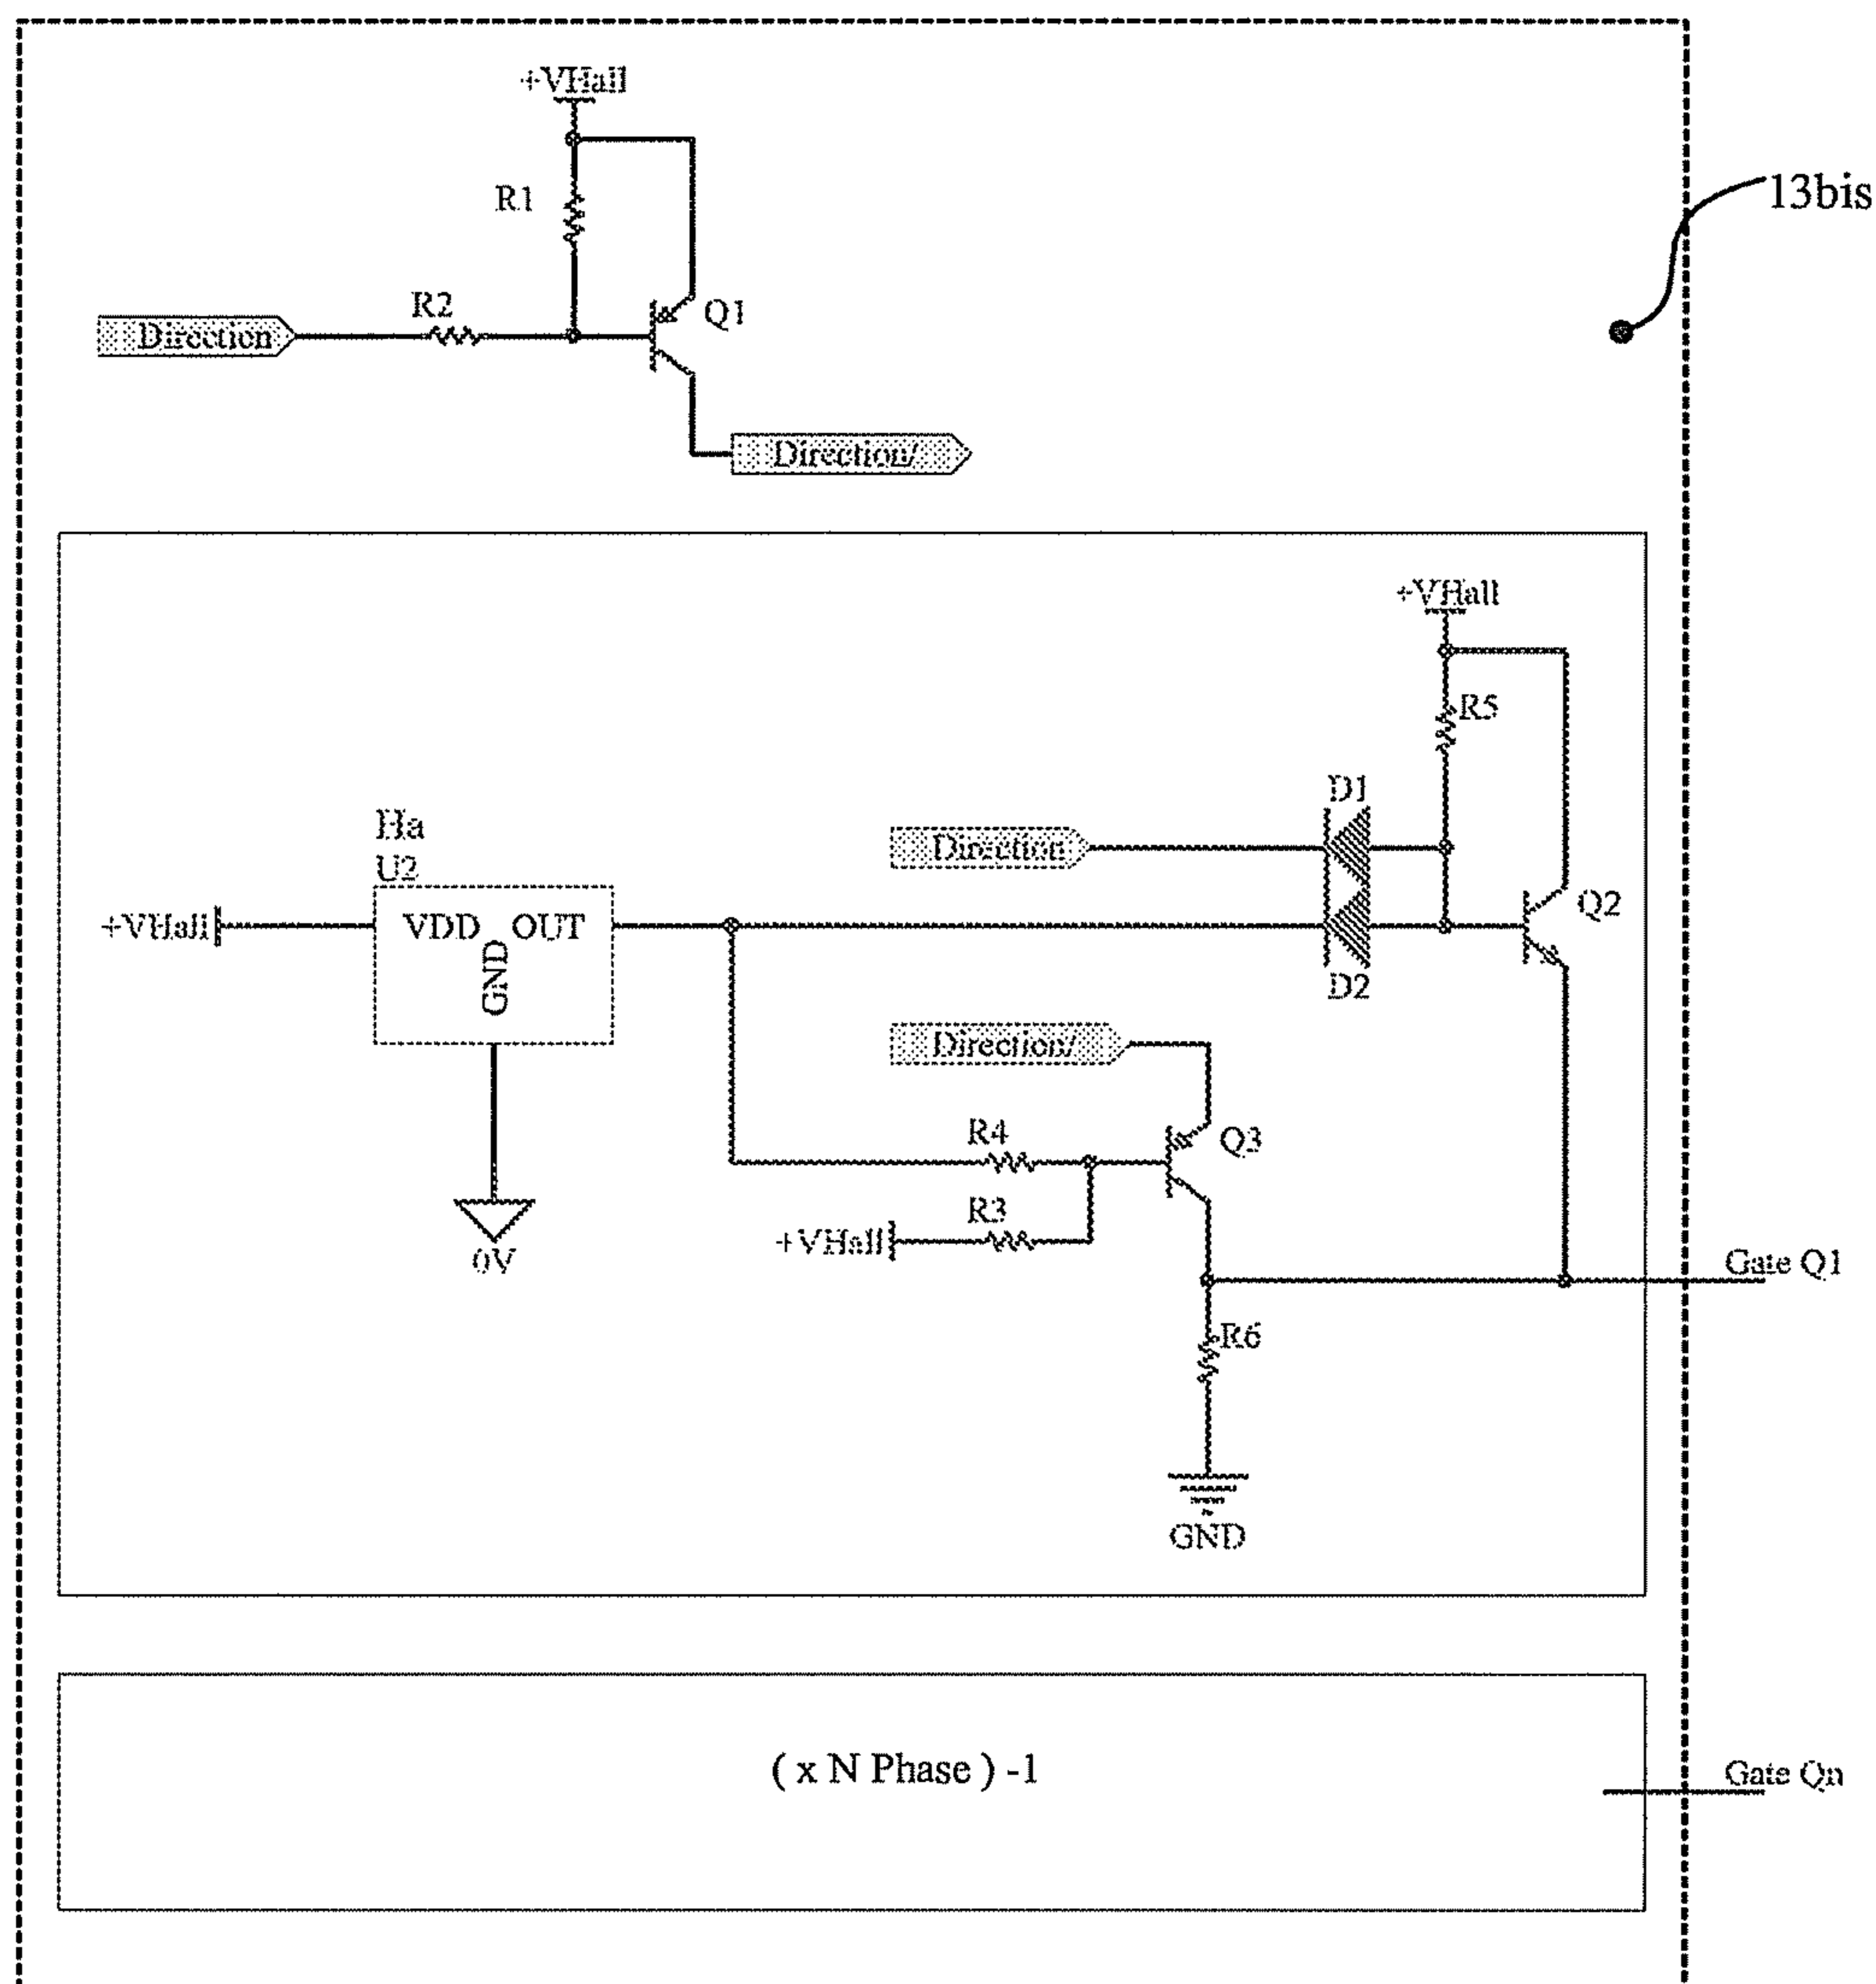 +VHall
R1
13bis
R2
Q1
Direction
Direction/
+VHall
R5
D1
Ha
U2
Direction
Q2
+VHall
VDD OUT
GND
D2
Direction/
R4
Q3
R3
+VHall
0V
Gate Q1
R6
GND
( x N Phase ) -1
Gate Qn